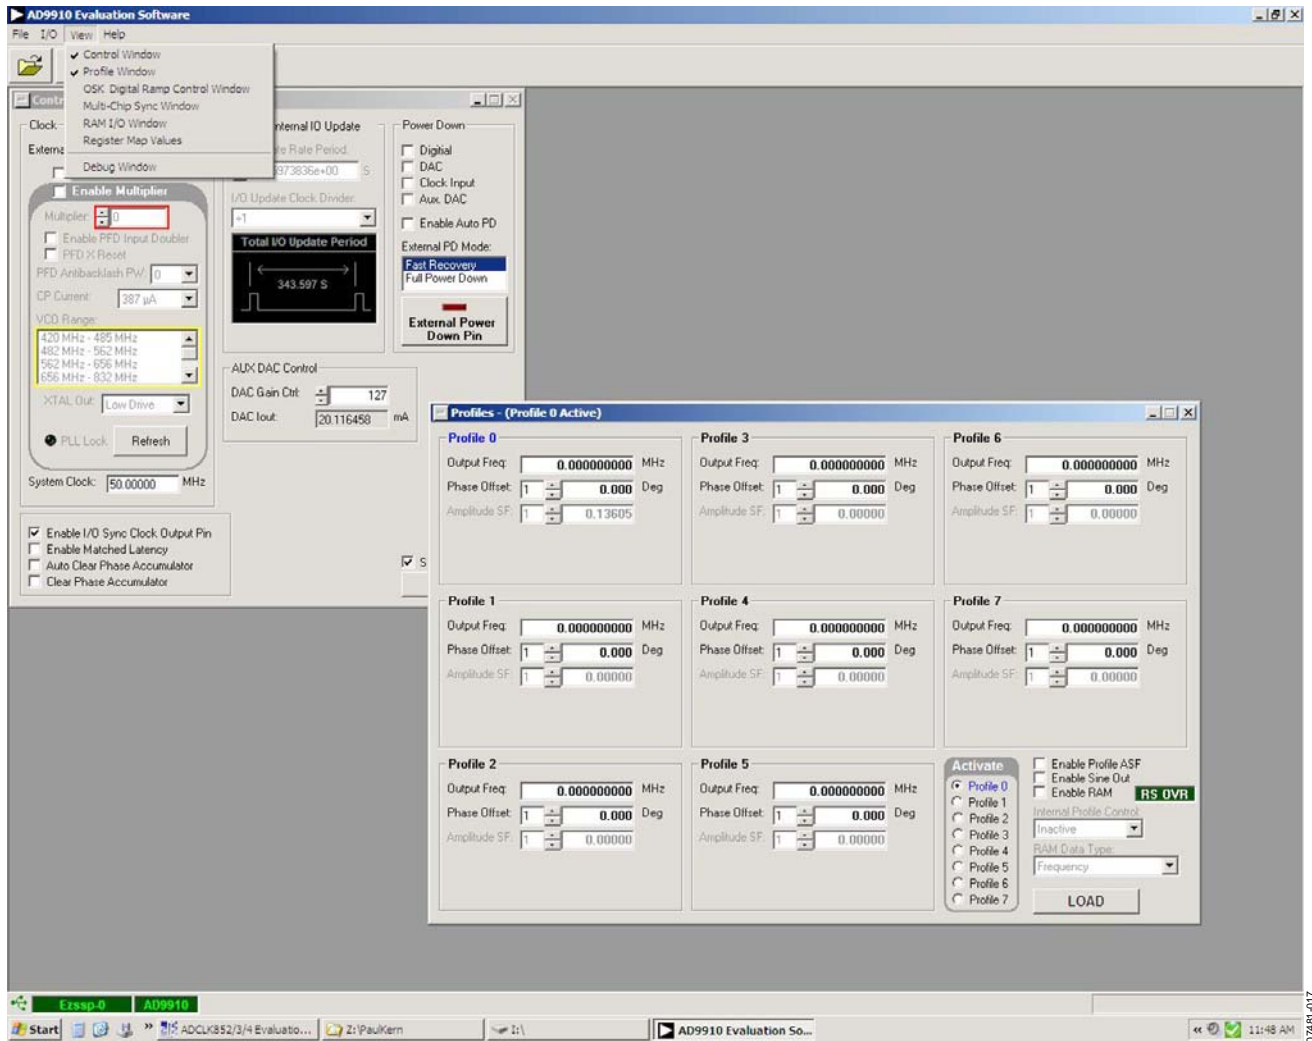 AD9910 Evaluation Software
File I/O View Help
Control Window
Profile Window
OSK Digital Ramp Control Window
Multi-Chip Sync Window
RAM I/O Window
Register Map Values
Debug Window
Contr
Clock
Externa
Enable Multiplier
Multiplier: 0
Enable PFD Input Doubler
PFD X Reset
PFD Antibacklash PW: 0
CP Current: 387 µA
VCO Range:
420 MHz - 485 MHz
482 MHz - 562 MHz
562 MHz - 656 MHz
656 MHz - 832 MHz
XTAL Out: Low Drive
PLL Lock Refresh
System Clock: 50.00000 MHz
Enable I/O Sync Clock Output Pin
Enable Matched Latency
Auto Clear Phase Accumulator
Clear Phase Accumulator
nternal IO Update
te Rate Period:
973836e+00 S
I/O Update Clock Divider:
÷1
Total I/O Update Period
343.597 S
Power Down
Digitial
DAC
Clock Input
Aux. DAC
Enable Auto PD
External PD Mode:
Fast Recovery
Full Power Down
External Power
Down Pin
AUX DAC Control
DAC Gain Ctrl: 127
DAC Iout: 20.116458 mA
S
Profiles - (Profile 0 Active)
Profile 0
Output Freq: 0.000000000 MHz
Phase Offset: 1 0.000 Deg
Amplitude SF: 1 0.13605
Profile 3
Output Freq: 0.000000000 MHz
Phase Offset: 1 0.000 Deg
Amplitude SF: 1 0.00000
Profile 6
Output Freq: 0.000000000 MHz
Phase Offset: 1 0.000 Deg
Amplitude SF: 1 0.00000
Profile 1
Output Freq: 0.000000000 MHz
Phase Offset: 1 0.000 Deg
Amplitude SF: 1 0.00000
Profile 4
Output Freq: 0.000000000 MHz
Phase Offset: 1 0.000 Deg
Amplitude SF: 1 0.00000
Profile 7
Output Freq: 0.000000000 MHz
Phase Offset: 1 0.000 Deg
Amplitude SF: 1 0.00000
Profile 2
Output Freq: 0.000000000 MHz
Phase Offset: 1 0.000 Deg
Amplitude SF: 1 0.00000
Profile 5
Output Freq: 0.000000000 MHz
Phase Offset: 1 0.000 Deg
Amplitude SF: 1 0.00000
Activate
Profile 0
Profile 1
Profile 2
Profile 3
Profile 4
Profile 5
Profile 6
Profile 7
Enable Profile ASF
Enable Sine Out
Enable RAM RS OVR
Internal Profile Control:
Inactive
RAM Data Type:
Frequency
LOAD
Ezssp-0 AD9910
Start » ADCLK852/3/4 Evaluatio... Z:\PaulKern I:\ AD9910 Evaluation So... « 11:48 AM
07481-017